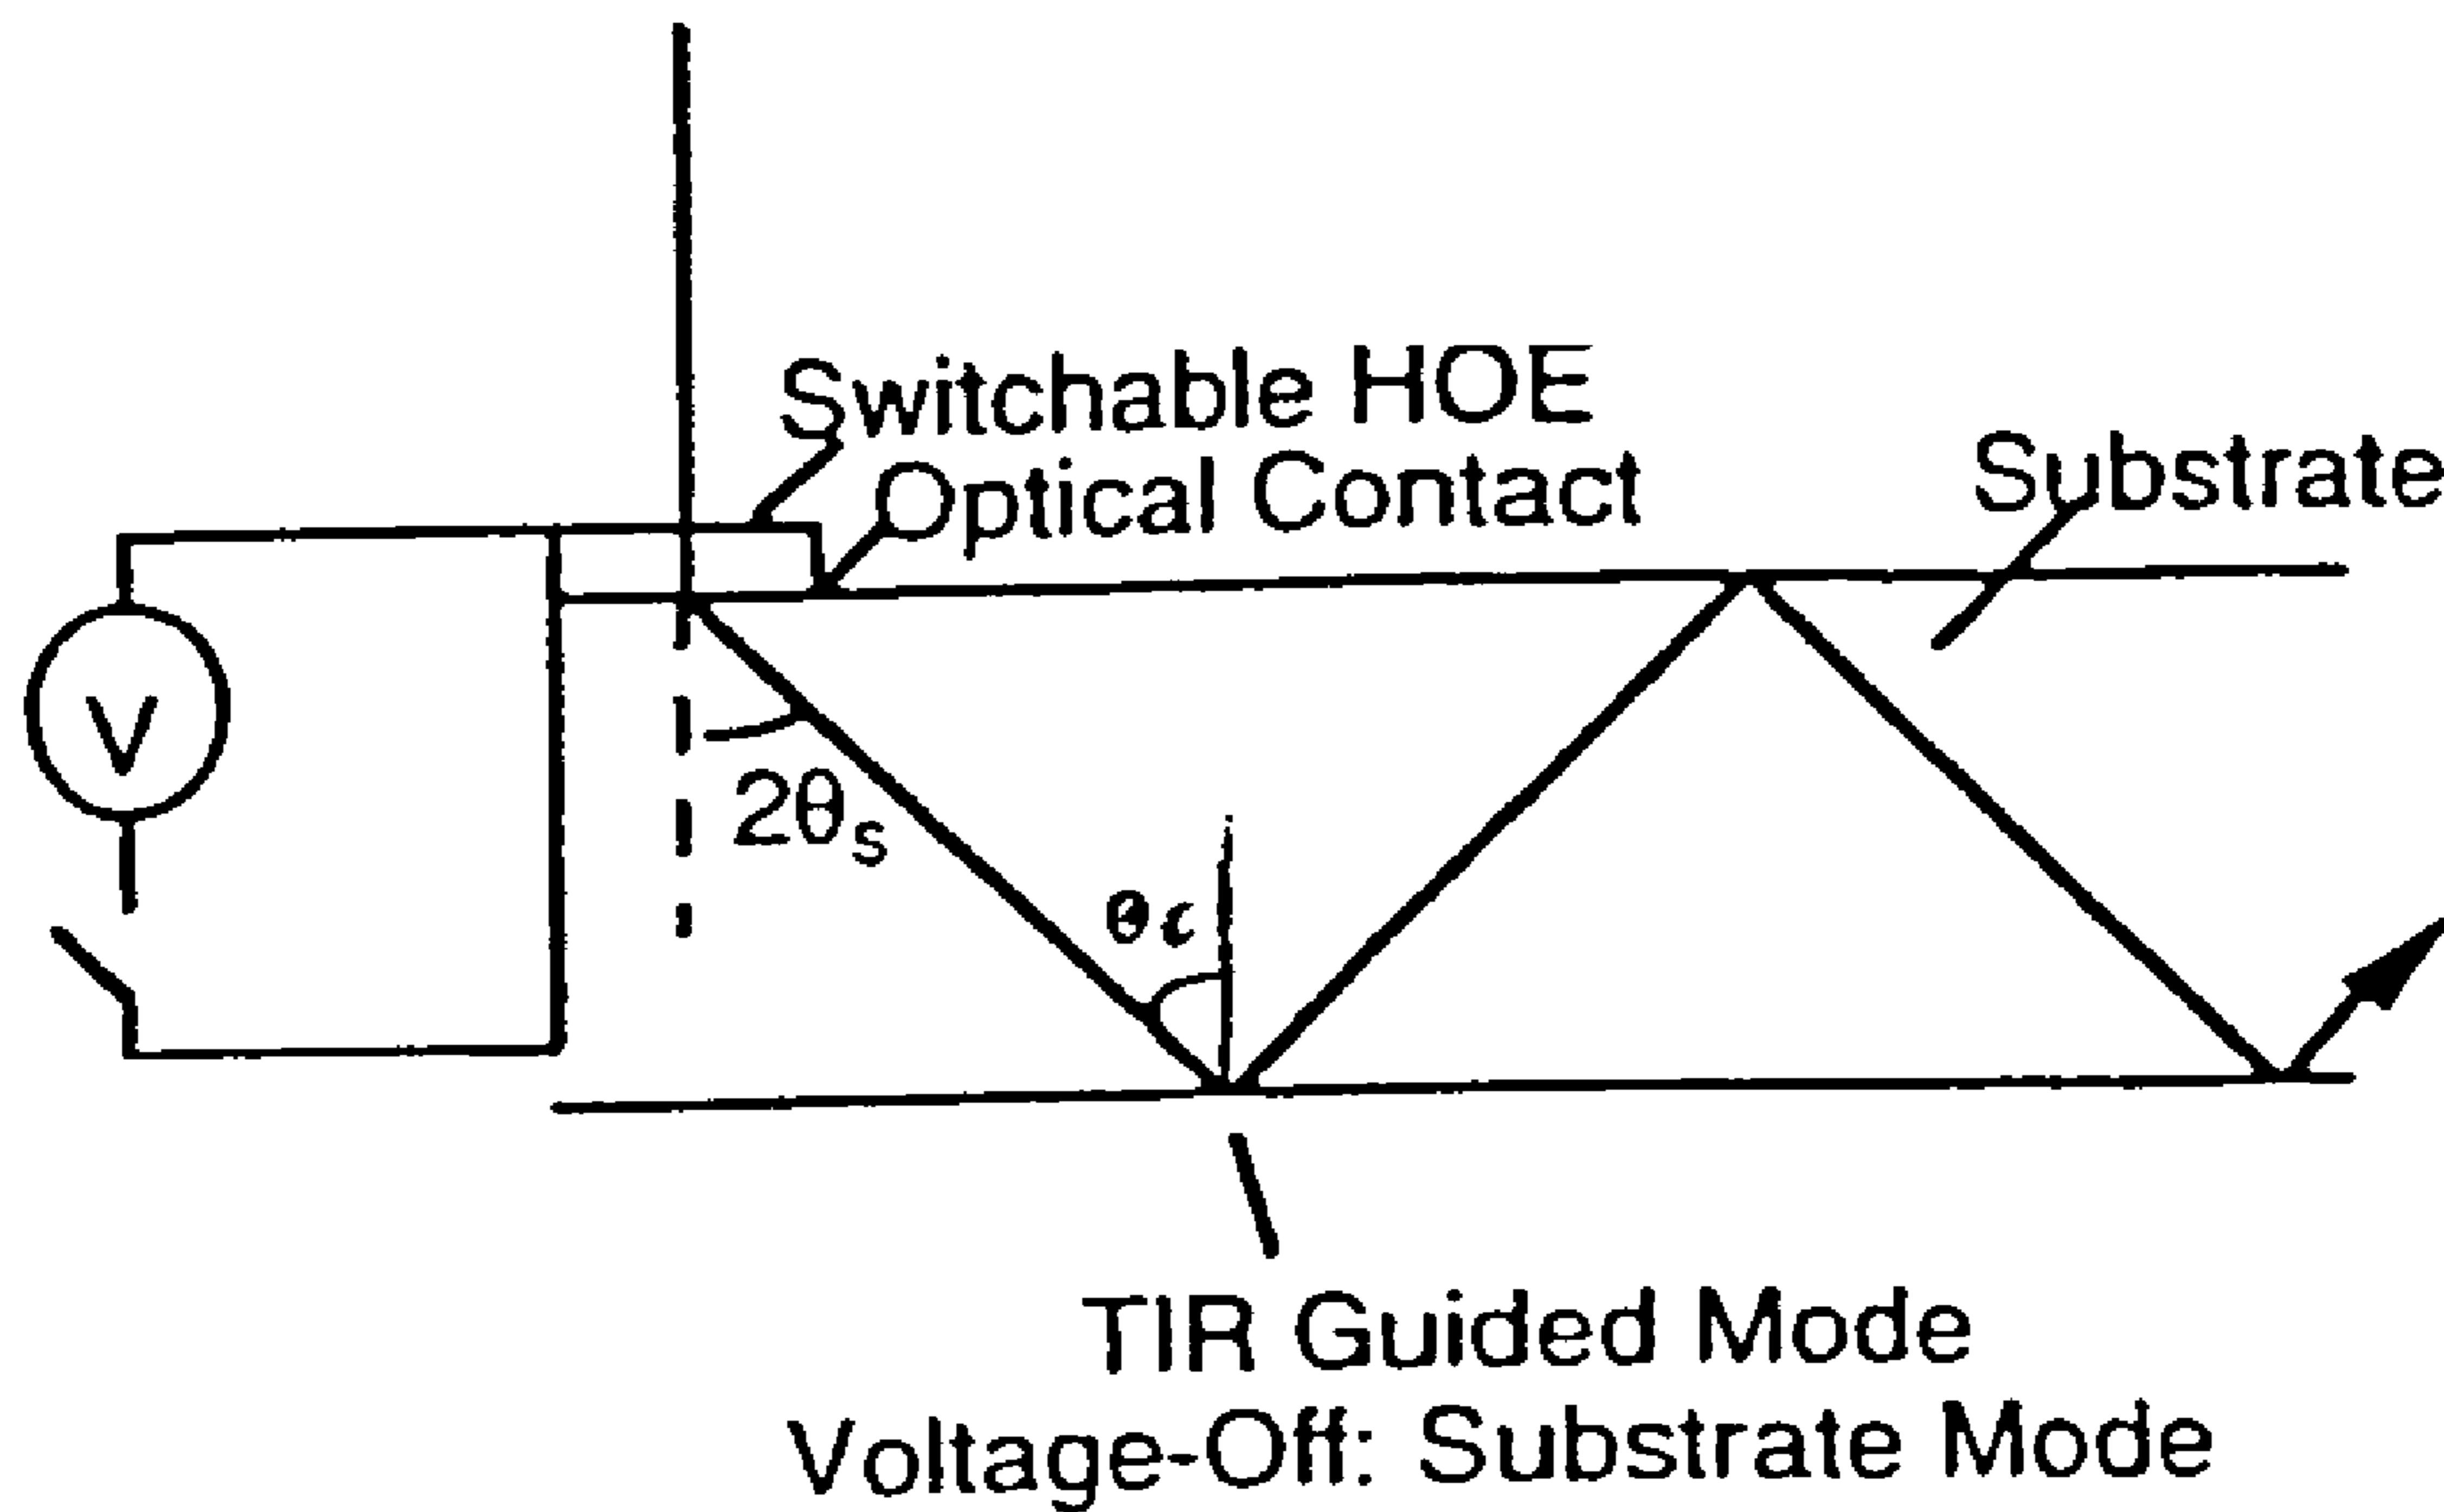 Switchable HOE
Optical Contact
Substrate
V
2θs
θc
TIR Guided Mode
Voltage-Off: Substrate Mode